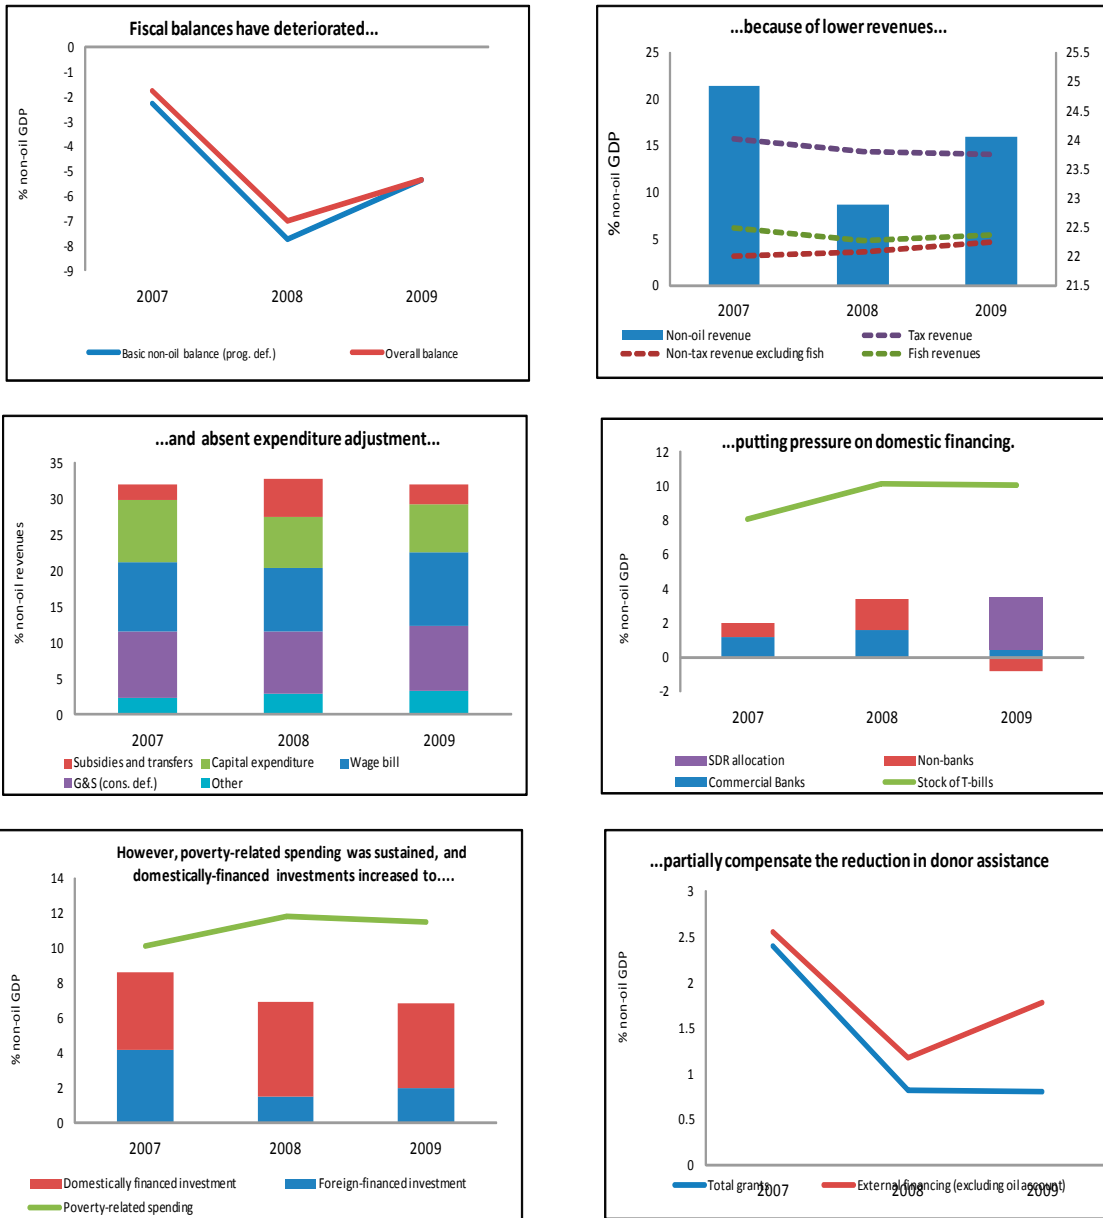 Fiscal balances have deteriorated...
% non-oil GDP
0
-1
-2
-3
-4
-5
-6
-7
-8
-9
2007 2008 2009
Basic non-oil balance (prog. def.) Overall balance
...because of lower revenues...
% non-oil GDP
25
20
15
10
5
0
25.5
25
24.5
24
23.5
23
22.5
22
21.5
2007 2008 2009
Non-oil revenue Tax revenue
Non-tax revenue excluding fish Fish revenues
...and absent expenditure adjustment...
% non-oil revenues
35
30
25
20
15
10
5
0
2007 2008 2009
Subsidies and transfers Capital expenditure Wage bill
G&S (cons. def.) Other
...putting pressure on domestic financing.
% non-oil GDP
12
10
8
6
4
2
0
-2
2007 2008 2009
SDR allocation Non-banks
Commercial Banks Stock of T-bills
However, poverty-related spending was sustained, and
domestically-financed investments increased to....
% non-oil GDP
14
12
10
8
6
4
2
0
2007 2008 2009
Domestically financed investment Foreign-financed investment
Poverty-related spending
...partially compensate the reduction in donor assistance
% non-oil GDP
3
2.5
2
1.5
1
0.5
0
2007 2008 2009
Total grants External financing (excluding oil account)